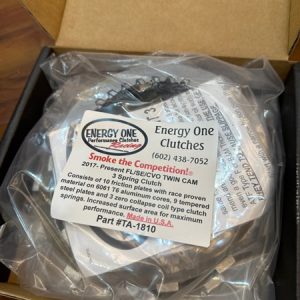 ENERGY ONE
Performance Clutches
Racing
Energy One
Clutches
(602) 438-7052
Smoke the Competition!®
2017- Present FL/SE/CVO TWIN CAM
3 Spring Clutch
Consists of 10 friction plates with race proven
material on 6061 T6 aluminum cores, 9 tempered
steel plates and 3 zero collapse coil type clutch
springs. Increased surface area for maximum
performance. Made in U.S.A.
Part #TA-1810